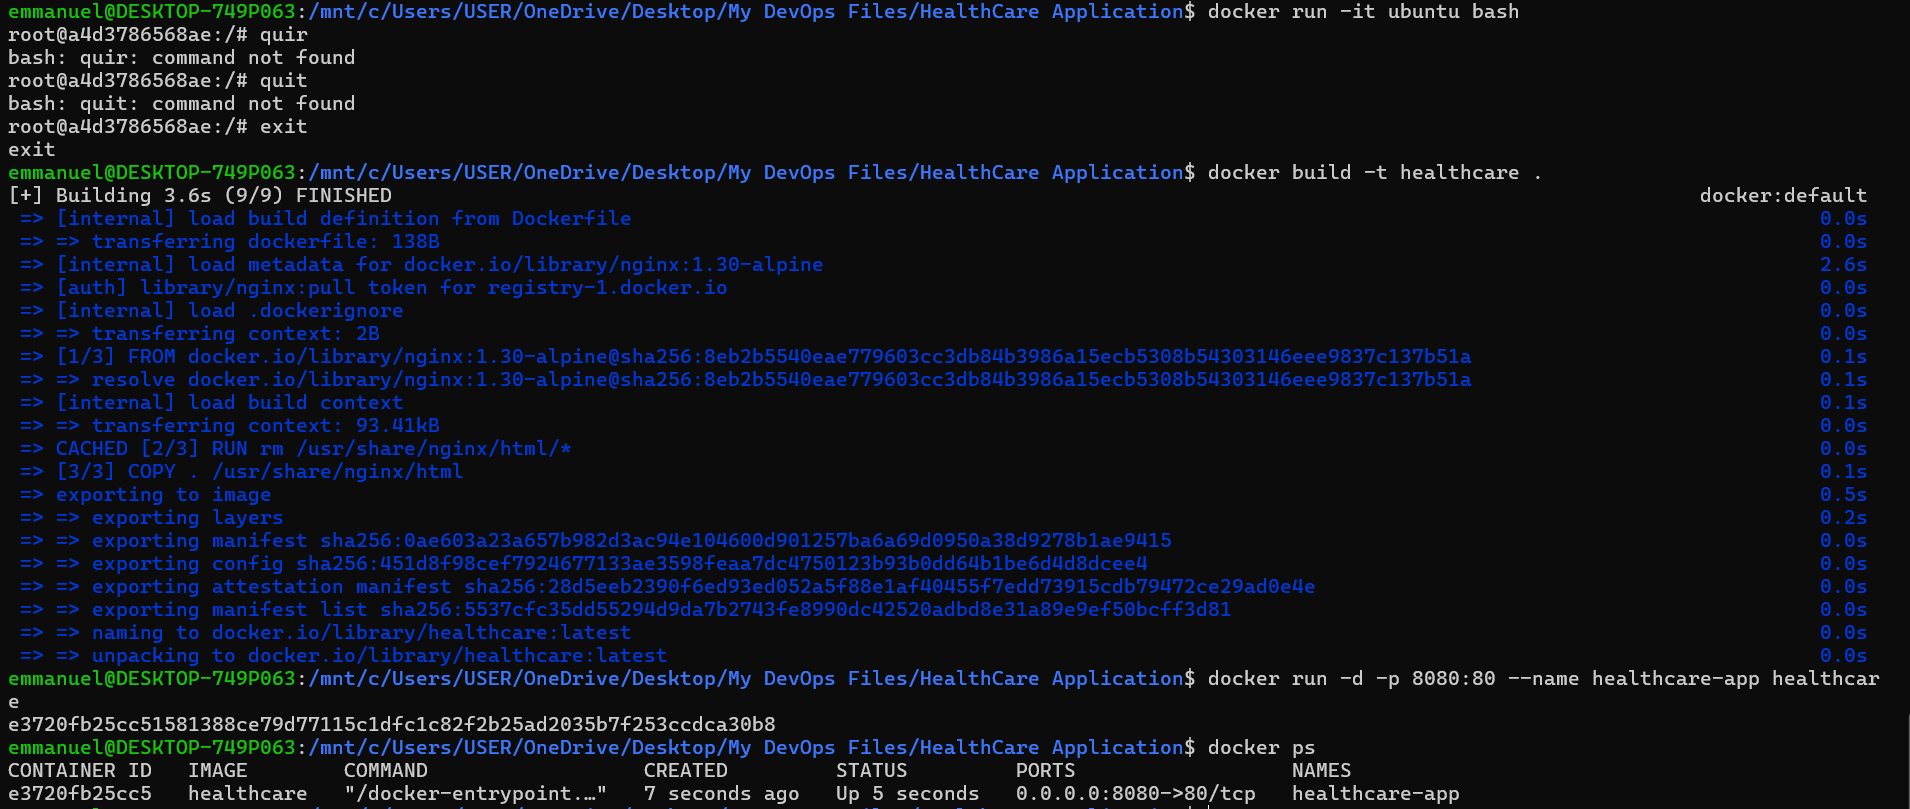 emmanuel@DESKTOP-749P063:/mnt/c/Users/USER/OneDrive/Desktop/My DevOps Files/HealthCare Application$ docker run -it ubuntu bash
root@a4d3786568ae:/# quir
bash: quir: command not found
root@a4d3786568ae:/# quit
bash: quit: command not found
root@a4d3786568ae:/# exit
exit
emmanuel@DESKTOP-749P063:/mnt/c/Users/USER/OneDrive/Desktop/My DevOps Files/HealthCare Application$ docker build -t healthcare .
[+] Building 3.6s (9/9) FINISHED docker:default
=> [internal] load build definition from Dockerfile 0.0s
=> => transferring dockerfile: 138B 0.0s
=> [internal] load metadata for docker.io/library/nginx:1.30-alpine 2.6s
=> [auth] library/nginx:pull token for registry-1.docker.io 0.0s
=> [internal] load .dockerignore 0.0s
=> => transferring context: 2B 0.0s
=> [1/3] FROM docker.io/library/nginx:1.30-alpine@sha256:8eb2b5540eae779603cc3db84b3986a15ecb5308b54303146eee9837c137b51a 0.1s
=> => resolve docker.io/library/nginx:1.30-alpine@sha256:8eb2b5540eae779603cc3db84b3986a15ecb5308b54303146eee9837c137b51a 0.1s
=> [internal] load build context 0.1s
=> => transferring context: 93.41kB 0.0s
=> CACHED [2/3] RUN rm /usr/share/nginx/html/* 0.0s
=> [3/3] COPY . /usr/share/nginx/html 0.1s
=> exporting to image 0.5s
=> => exporting layers 0.2s
=> => exporting manifest sha256:0ae603a23a657b982d3ac94e104600d901257ba6a69d0950a38d9278b1ae9415 0.0s
=> => exporting config sha256:451d8f98cef7924677133ae3598feaa7dc4750123b93b0dd64b1be6d4d8dcee4 0.0s
=> => exporting attestation manifest sha256:28d5eeb2390f6ed93ed052a5f88e1af40455f7edd73915cdb79472ce29ad0e4e 0.0s
=> => exporting manifest list sha256:5537cfc35dd55294d9da7b2743fe8990dc42520adbd8e31a89e9ef50bcff3d81 0.0s
=> => naming to docker.io/library/healthcare:latest 0.0s
=> => unpacking to docker.io/library/healthcare:latest 0.0s
emmanuel@DESKTOP-749P063:/mnt/c/Users/USER/OneDrive/Desktop/My DevOps Files/HealthCare Application$ docker run -d -p 8080:80 --name healthcare-app healthcar
e
e3720fb25cc51581388ce79d77115c1dfc1c82f2b25ad2035b7f253ccdca30b8
emmanuel@DESKTOP-749P063:/mnt/c/Users/USER/OneDrive/Desktop/My DevOps Files/HealthCare Application$ docker ps
CONTAINER ID IMAGE COMMAND CREATED STATUS PORTS NAMES
e3720fb25cc5 healthcare "/docker-entrypoint.…" 7 seconds ago Up 5 seconds 0.0.0.0:8080->80/tcp healthcare-app